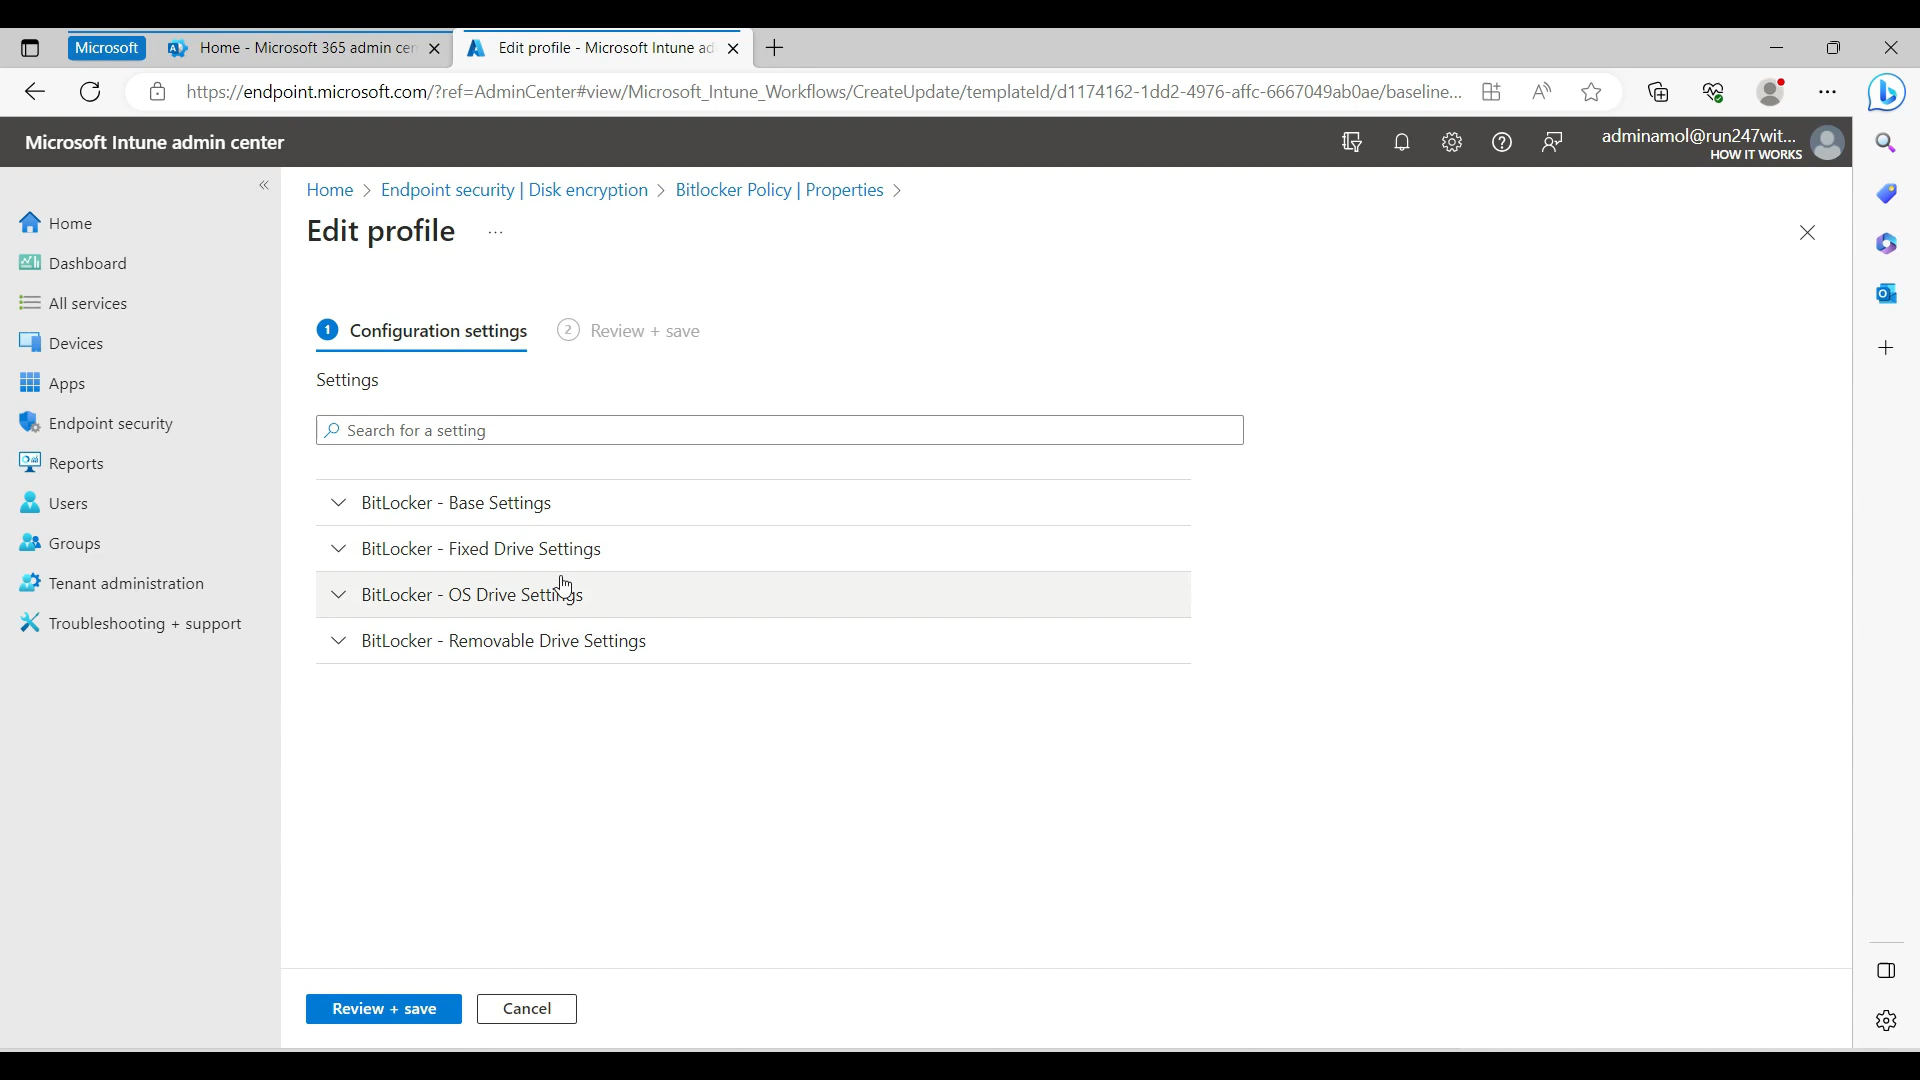 Microsoft
Home - Microsoft 365 admin cen
Edit profile - Microsoft Intune ad
https://endpoint.microsoft.com/?ref=AdminCenter#view/Microsoft_Intune_Workflows/CreateUpdate/templateId/d1174162-1dd2-4976-affc-6667049ab0ae/baseline...
Microsoft Intune admin center
adminamol@run247wit...
HOW IT WORKS
Home > Endpoint security | Disk encryption > Bitlocker Policy | Properties >
Edit profile ...
Home
Dashboard
All services
Devices
Apps
Endpoint security
Reports
Users
Groups
Tenant administration
Troubleshooting + support
1 Configuration settings
2 Review + save
Settings
Search for a setting
BitLocker - Base Settings
BitLocker - Fixed Drive Settings
BitLocker - OS Drive Settings
BitLocker - Removable Drive Settings
Review + save
Cancel